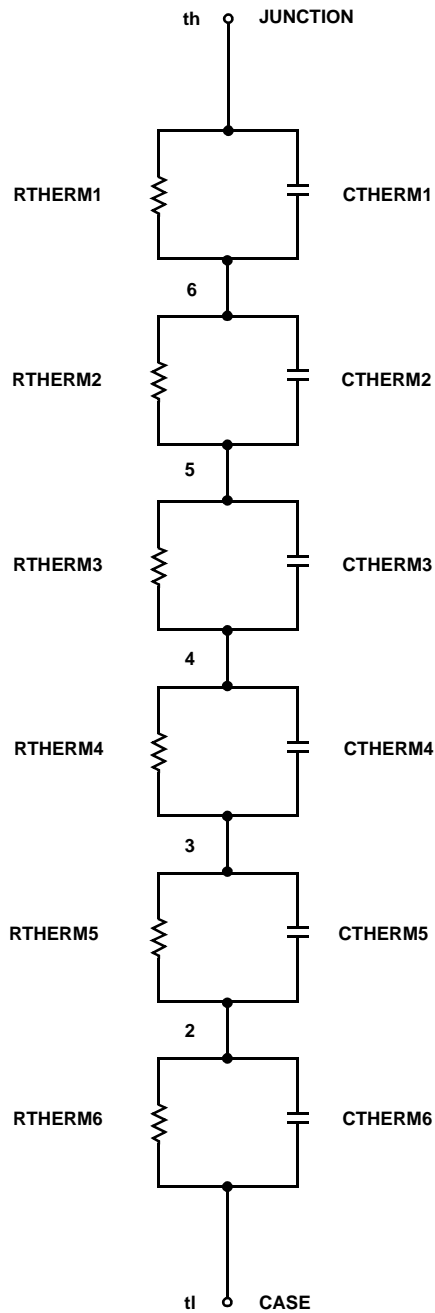 th JUNCTION
RTHERM1 CTHERM1
6
RTHERM2 CTHERM2
5
RTHERM3 CTHERM3
4
RTHERM4 CTHERM4
3
RTHERM5 CTHERM5
2
RTHERM6 CTHERM6
tl CASE